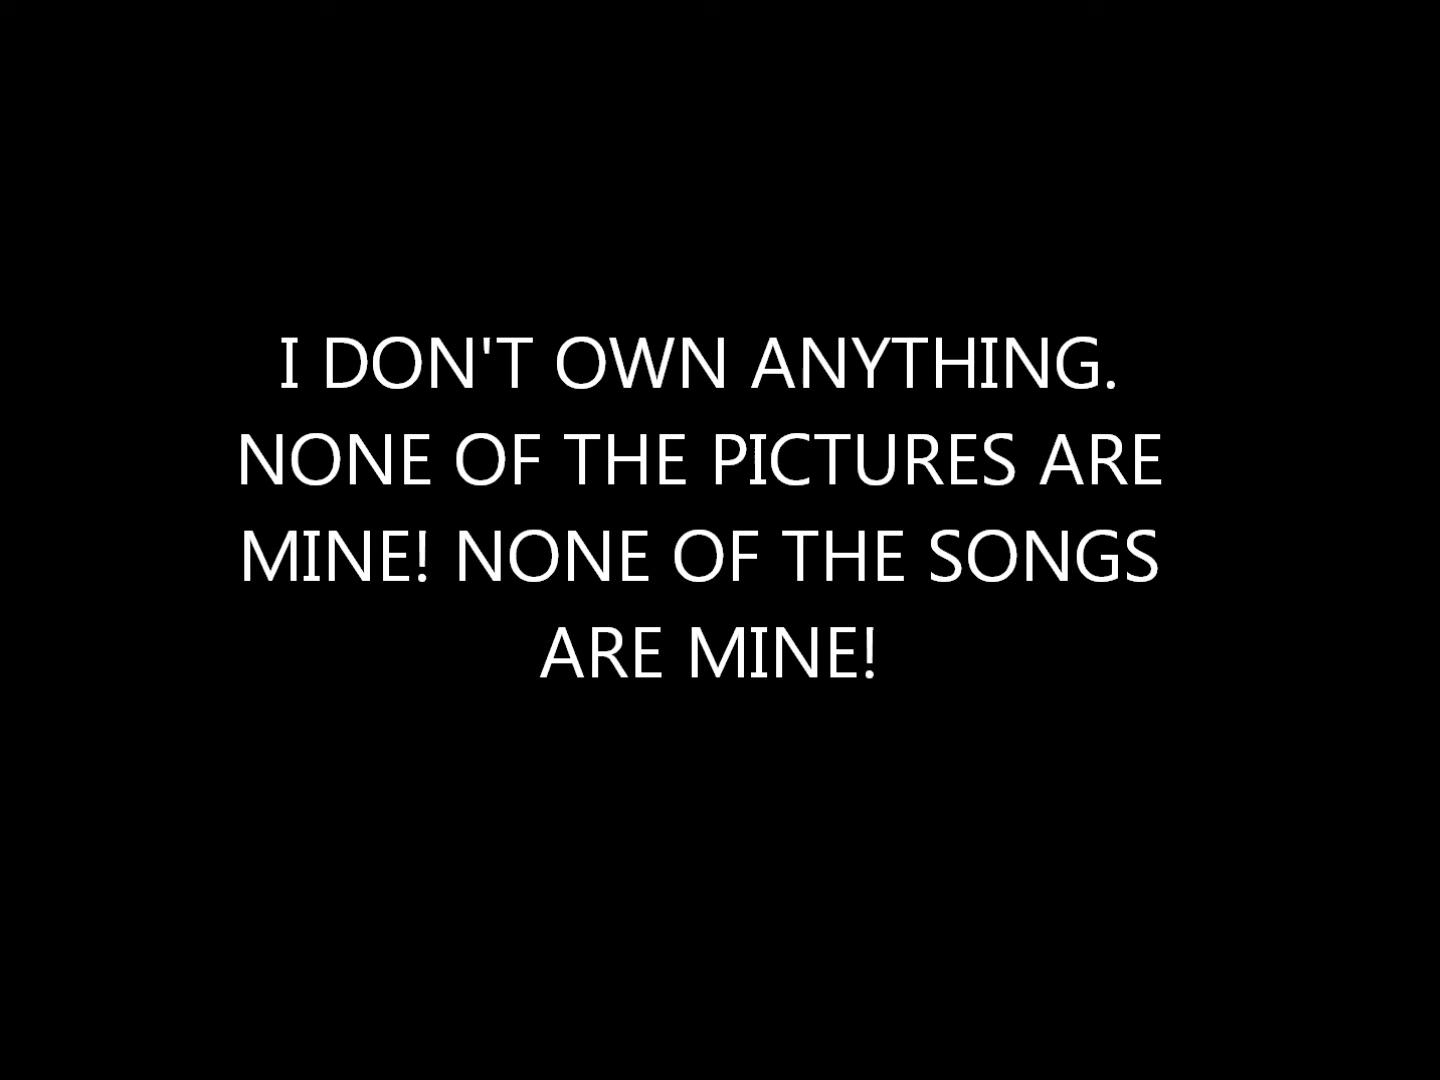 I DON'T OWN ANYTHING.
NONE OF THE PICTURES ARE
MINE! NONE OF THE SONGS
ARE MINE!